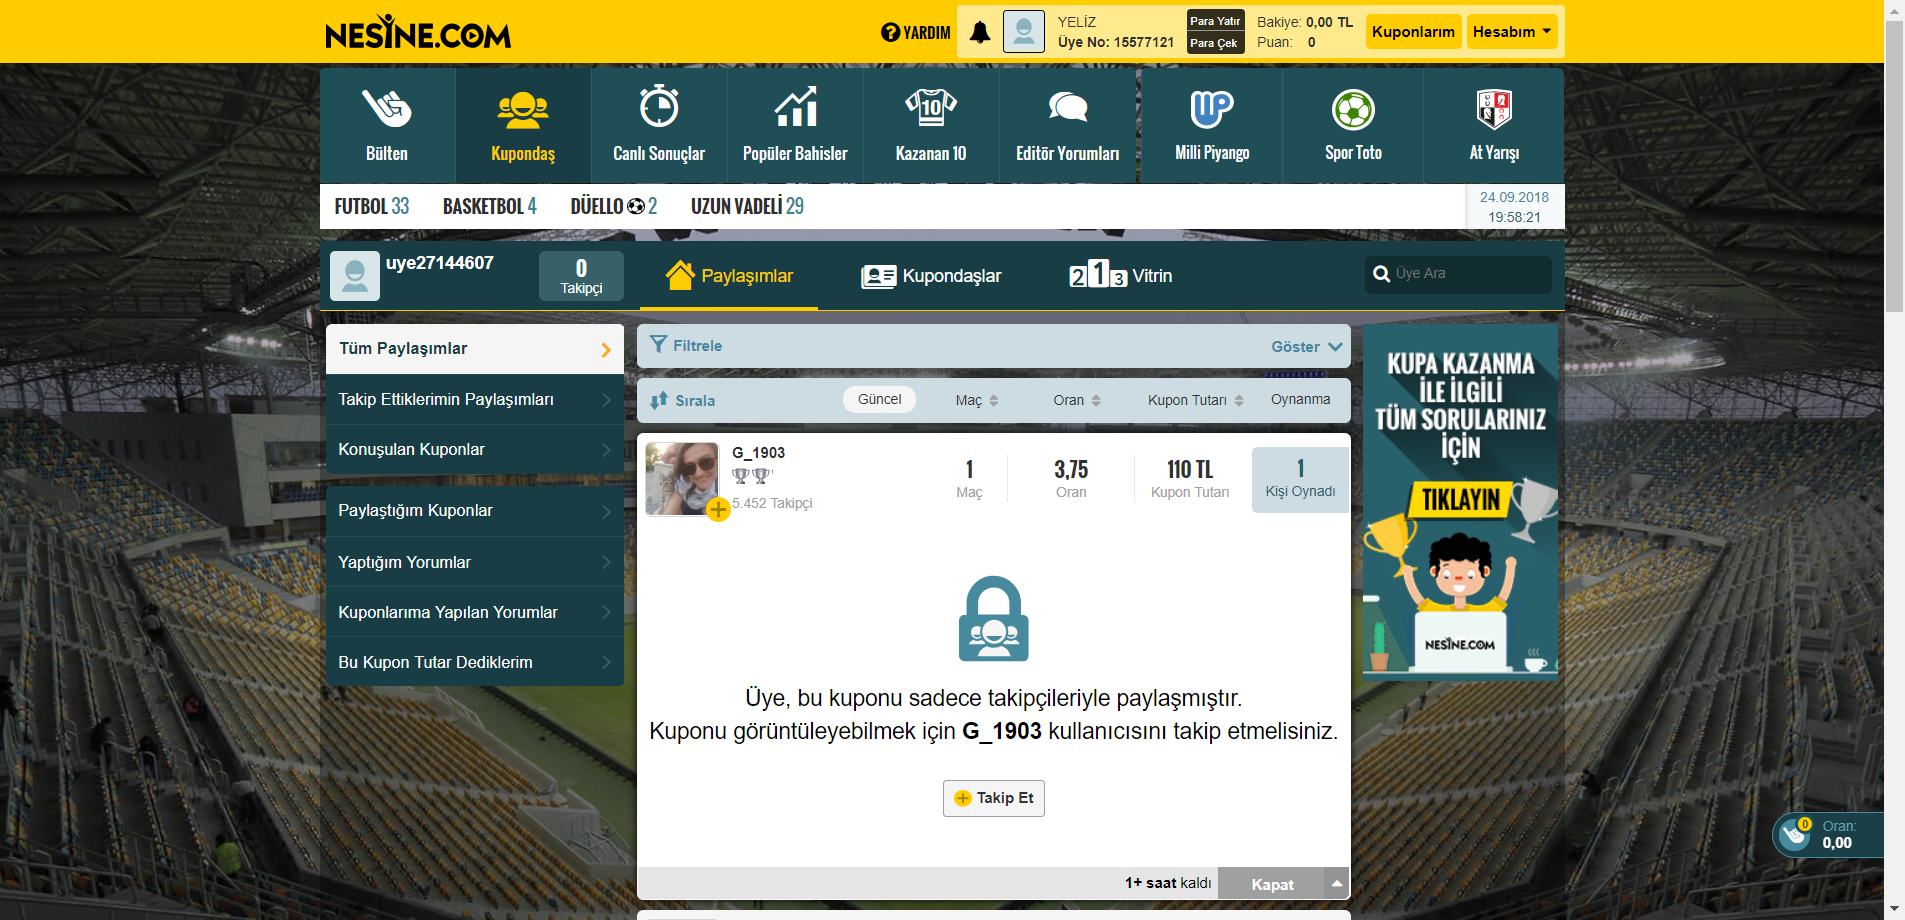 NESİNE.COM
YARDIM
YELİZ
Üye No: 15577121
Para Yatır
Para Çek
Bakiye: 0,00 TL
Puan: 0
Kuponlarım
Hesabım
Bülten
Kupondaş
Canlı Sonuçlar
Popüler Bahisler
10
Kazanan 10
Editör Yorumları
Milli Piyango
Spor Toto
At Yarışı
FUTBOL 33
BASKETBOL 4
DÜELLO 2
UZUN VADELİ 29
24.09.2018
19:58:21
uye27144607
0
Takipçi
Paylaşımlar
Kupondaşlar
2 1 3 Vitrin
Üye Ara
Tüm Paylaşımlar
Takip Ettiklerimin Paylaşımları
Konuşulan Kuponlar
Paylaştığım Kuponlar
Yaptığım Yorumlar
Kuponlarıma Yapılan Yorumlar
Bu Kupon Tutar Dediklerim
Filtrele
Göster
Sırala
Güncel
Maç
Oran
Kupon Tutarı
Oynanma
G_1903
5.452 Takipçi
1
Maç
3,75
Oran
110 TL
Kupon Tutarı
1
Kişi Oynadı
Üye, bu kuponu sadece takipçileriyle paylaşmıştır.
Kuponu görüntüleyebilmek için G_1903 kullanıcısını takip etmelisiniz.
Takip Et
1+ saat kaldı
Kapat
KUPA KAZANMA
İLE İLGİLİ
TÜM SORULARINIZ
İÇİN
TIKLAYIN
NESİNE.COM
0
Oran:
0,00